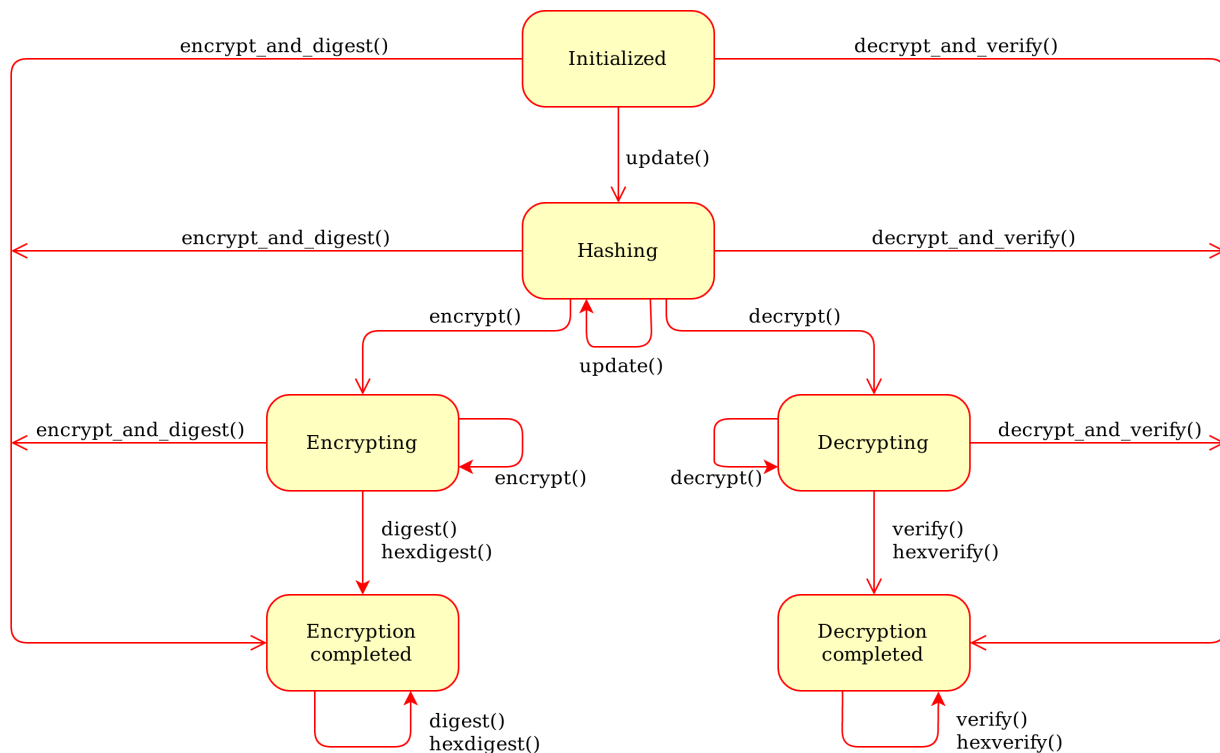 encrypt_and_digest()
Initialized
decrypt_and_verify()
update()
encrypt_and_digest()
Hashing
decrypt_and_verify()
encrypt()
update()
decrypt()
encrypt_and_digest()
Encrypting
encrypt()
decrypt()
Decrypting
decrypt_and_verify()
digest()
hexdigest()
verify()
hexverify()
Encryption
completed
Decryption
completed
digest()
hexdigest()
verify()
hexverify()